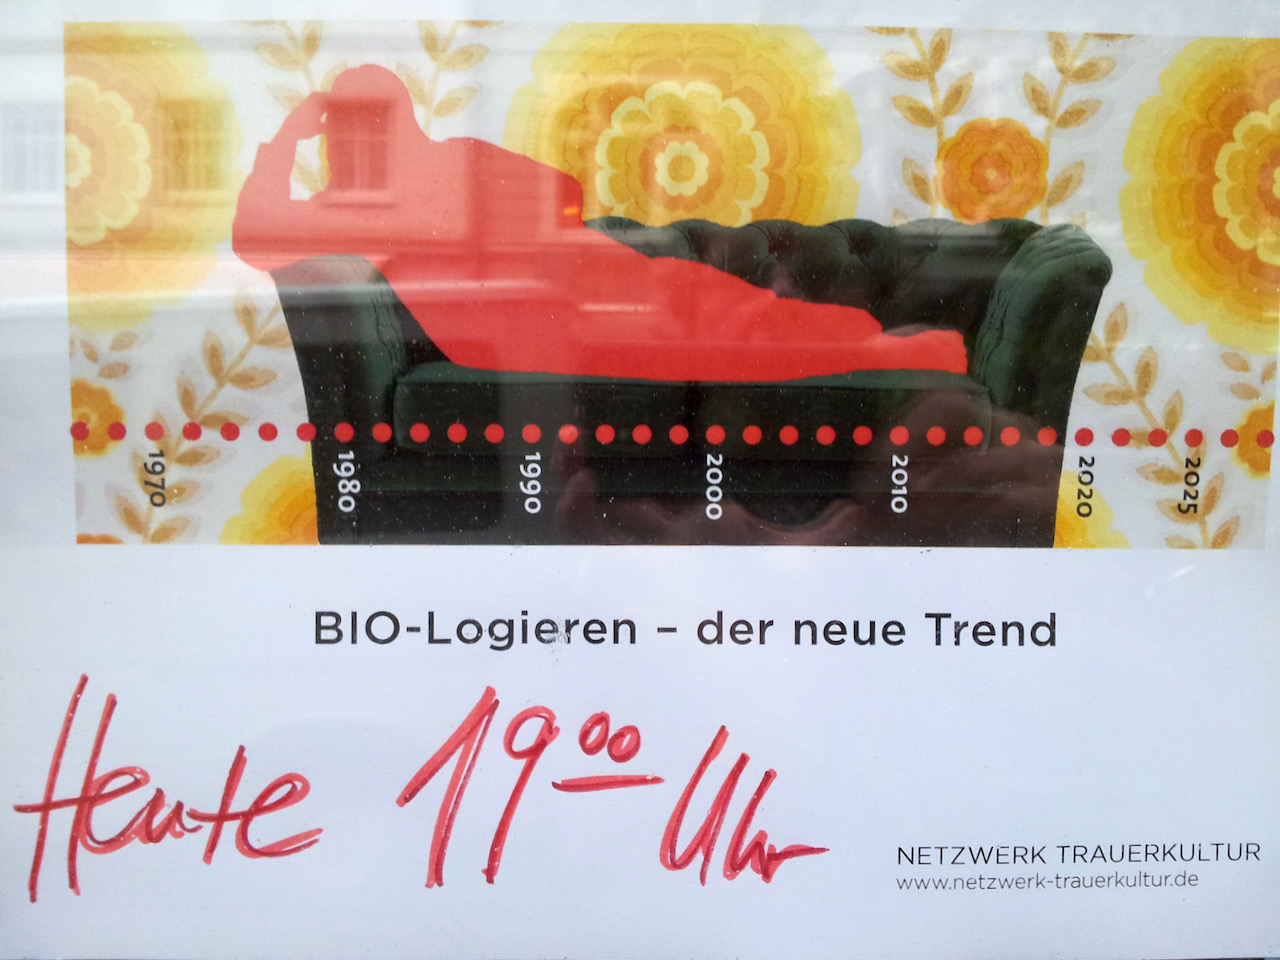 1970 1980 1990 2000 2010 2020 2025
BIO-Logieren – der neue Trend
Heute 19⁰⁰ Uhr
NETZWERK TRAUERKULTUR
www.netzwerk-trauerkultur.de